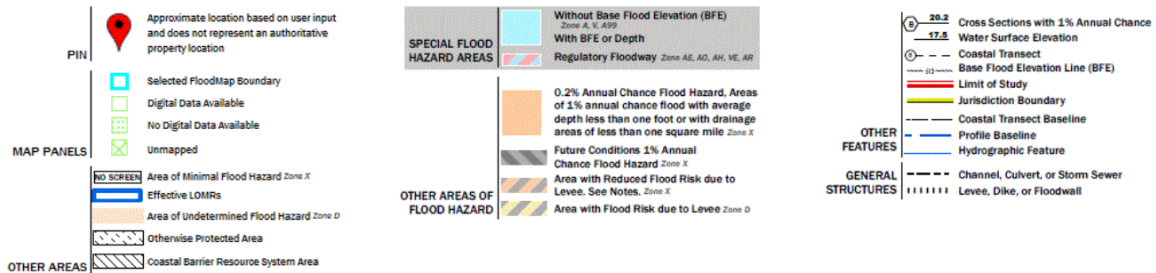 Approximate location based on user input
and does not represent an authoritative
property location
PIN
Selected FloodMap Boundary
Digital Data Available
No Digital Data Available
Unmapped
MAP PANELS
NO SCREEN Area of Minimal Flood Hazard Zone X
Effective LOMRs
Area of Undetermined Flood Hazard Zone D
Otherwise Protected Area
Coastal Barrier Resource System Area
OTHER AREAS
Without Base Flood Elevation (BFE)
Zone A, V, A99
With BFE or Depth
Regulatory Floodway Zone AE, AO, AH, VE, AR
SPECIAL FLOOD
HAZARD AREAS
0.2% Annual Chance Flood Hazard, Areas
of 1% annual chance flood with average
depth less than one foot or with drainage
areas of less than one square mile Zone X
Future Conditions 1% Annual
Chance Flood Hazard Zone X
Area with Reduced Flood Risk due to
Levee. See Notes. Zone X
Area with Flood Risk due to Levee Zone D
OTHER AREAS OF
FLOOD HAZARD
20.2 Cross Sections with 1% Annual Chance
17.5 Water Surface Elevation
Coastal Transect
Base Flood Elevation Line (BFE)
Limit of Study
Jurisdiction Boundary
Coastal Transect Baseline
Profile Baseline
Hydrographic Feature
OTHER
FEATURES
Channel, Culvert, or Storm Sewer
Levee, Dike, or Floodwall
GENERAL
STRUCTURES